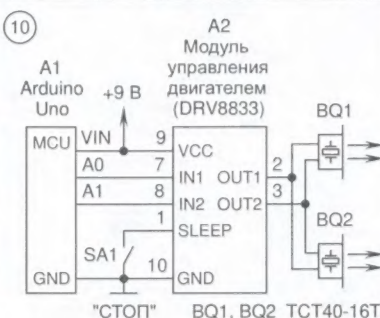 10
A1
Arduino
Uno
+9 В
A2
Модуль
управления
двигателем
(DRV8833)
BQ1
MCU
VIN
9
VCC
A0
7
IN1
OUT1
2
A1
8
IN2
OUT2
3
1
SLEEP
BQ2
SA1
10
GND
GND
"СТОП"
BQ1, BQ2 TCT40-16T